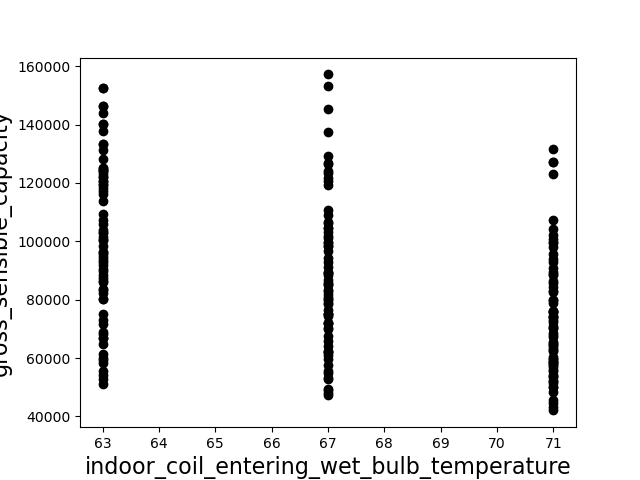 160000
140000
120000
100000
80000
60000
40000
gross_sensible_capacity
63 64 65 66 67 68 69 70 71
indoor_coil_entering_wet_bulb_temperature